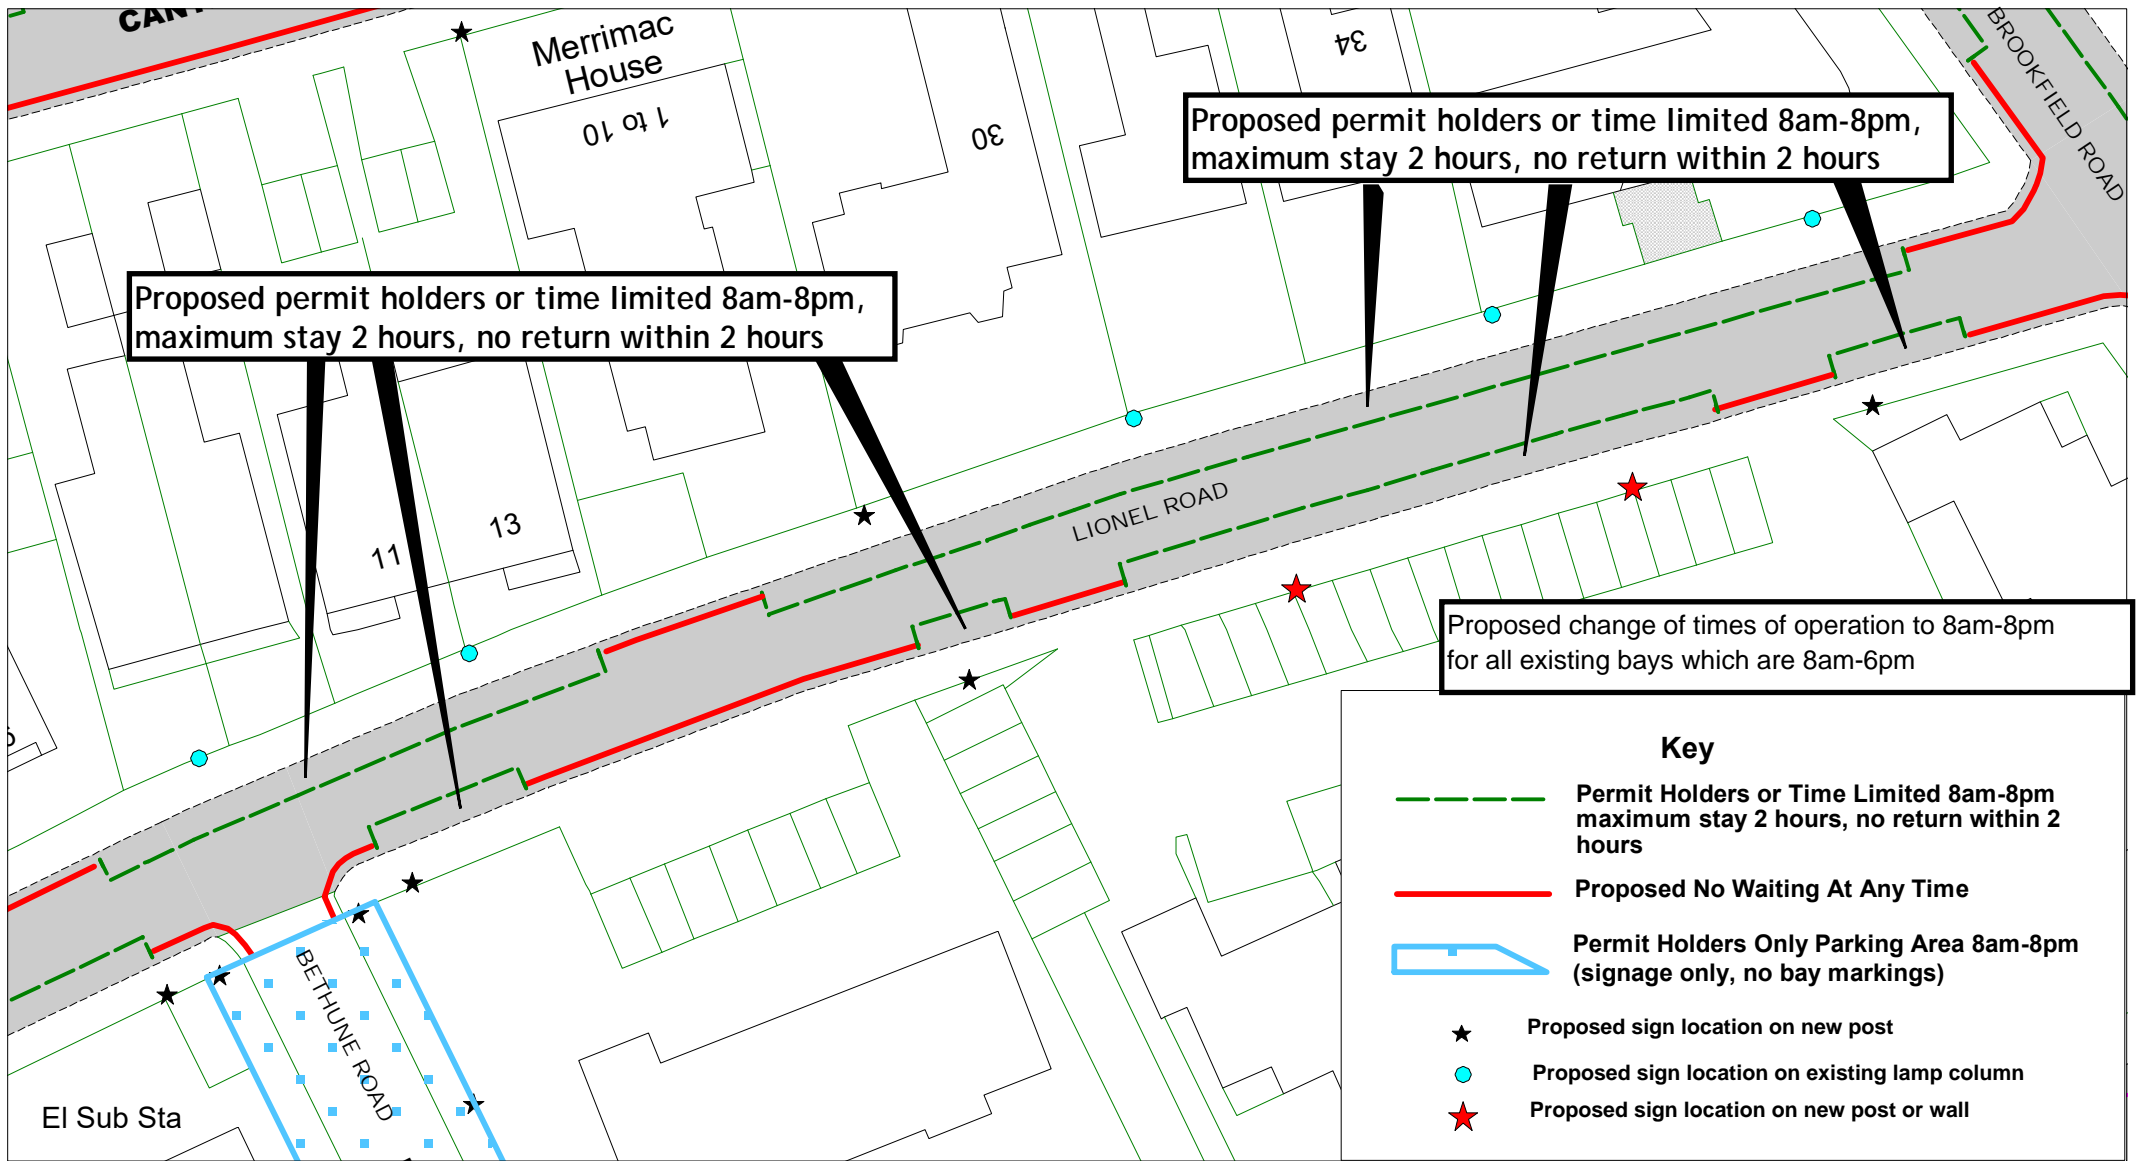 CANT
Merrimac
House
1 to 10
30
34
BROOKFIELD ROAD
Proposed permit holders or time limited 8am-8pm,
maximum stay 2 hours, no return within 2 hours
Proposed permit holders or time limited 8am-8pm,
maximum stay 2 hours, no return within 2 hours
11
13
LIONEL ROAD
Proposed change of times of operation to 8am-8pm
for all existing bays which are 8am-6pm
BETHUNE ROAD
El Sub Sta
Key
Permit Holders or Time Limited 8am-8pm
maximum stay 2 hours, no return within 2
hours
Proposed No Waiting At Any Time
Permit Holders Only Parking Area 8am-8pm
(signage only, no bay markings)
Proposed sign location on new post
Proposed sign location on existing lamp column
Proposed sign location on new post or wall